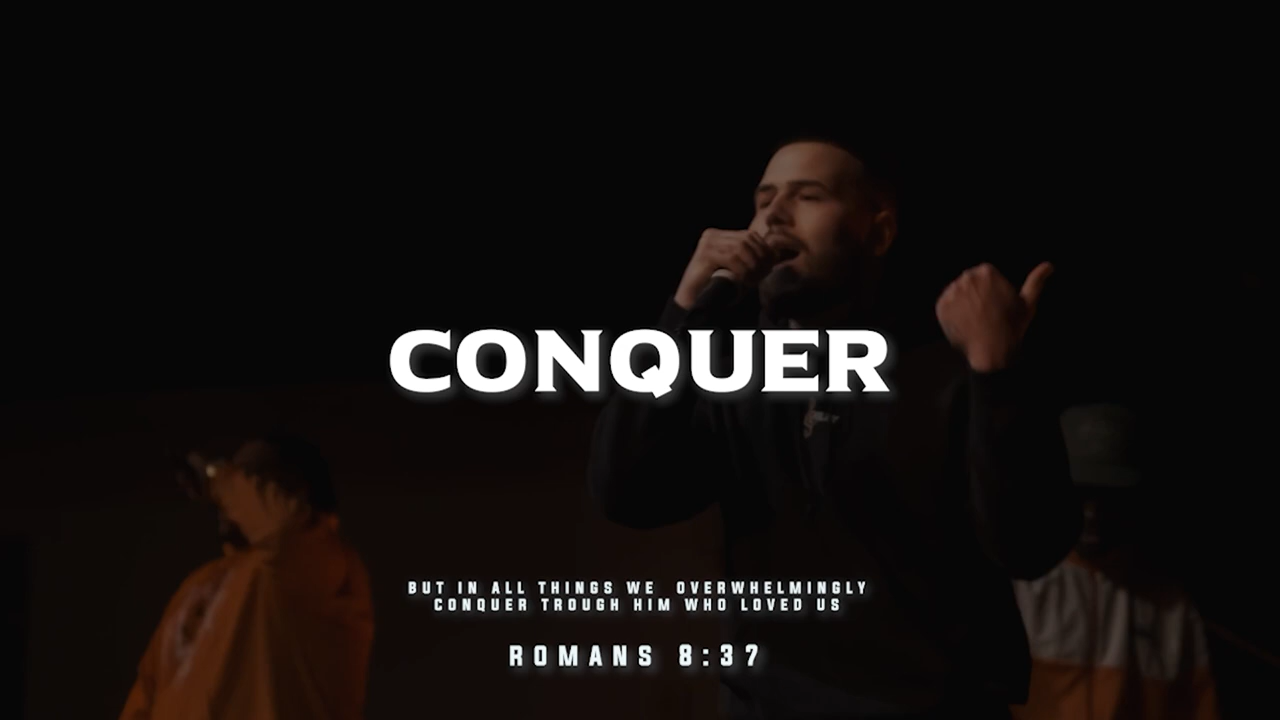 CONQUER
BUT IN ALL THINGS WE OVERWHELMINGLY
CONQUER TROUGH HIM WHO LOVED US
ROMANS 8:37